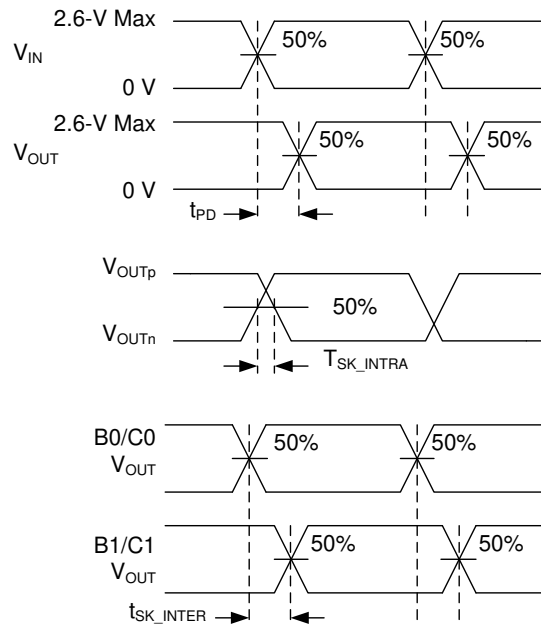 2.6-V Max
50%
50%
V_IN
0 V
2.6-V Max
50%
50%
V_OUT
0 V
t_PD
V_OUTp
50%
V_OUTn
T_SK_INTRA
B0/C0
V_OUT
50%
50%
B1/C1
V_OUT
50%
50%
t_SK_INTER